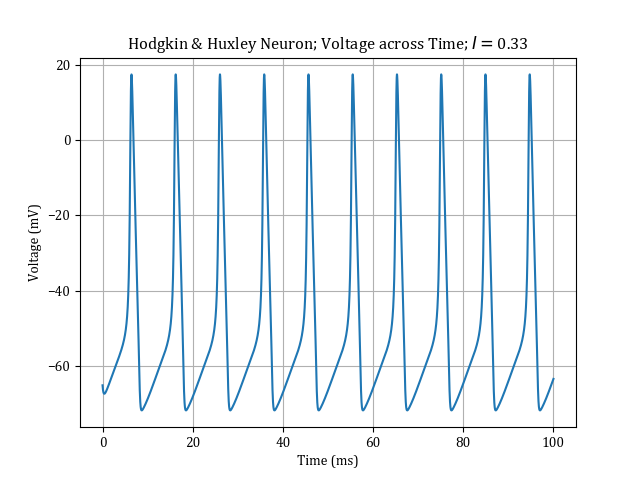 Hodgkin & Huxley Neuron; Voltage across Time; I = 0.33
20
0
−20
−40
−60
Voltage (mV)
0 20 40 60 80 100
Time (ms)